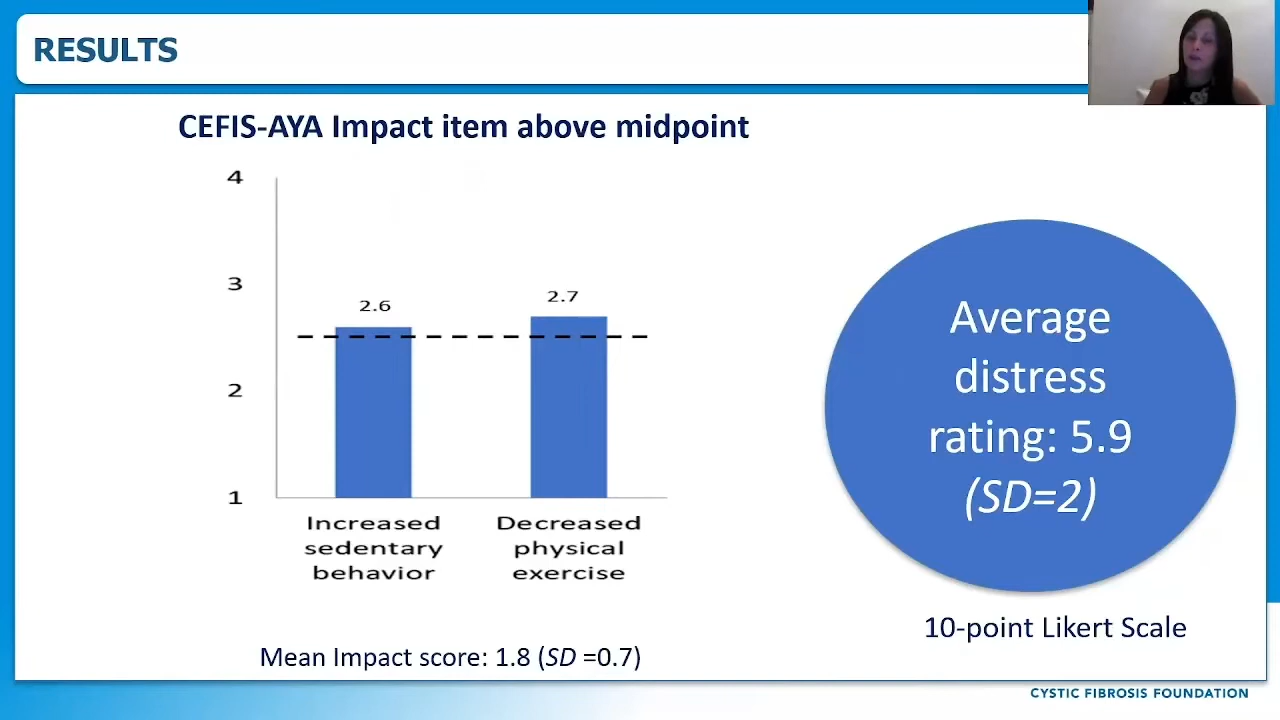 RESULTS
CEFIS-AYA Impact item above midpoint
4
3
2
1
2.6
2.7
Increased
sedentary
behavior
Decreased
physical
exercise
Mean Impact score: 1.8 (SD =0.7)
Average
distress
rating: 5.9
(SD=2)
10-point Likert Scale
CYSTIC FIBROSIS FOUNDATION